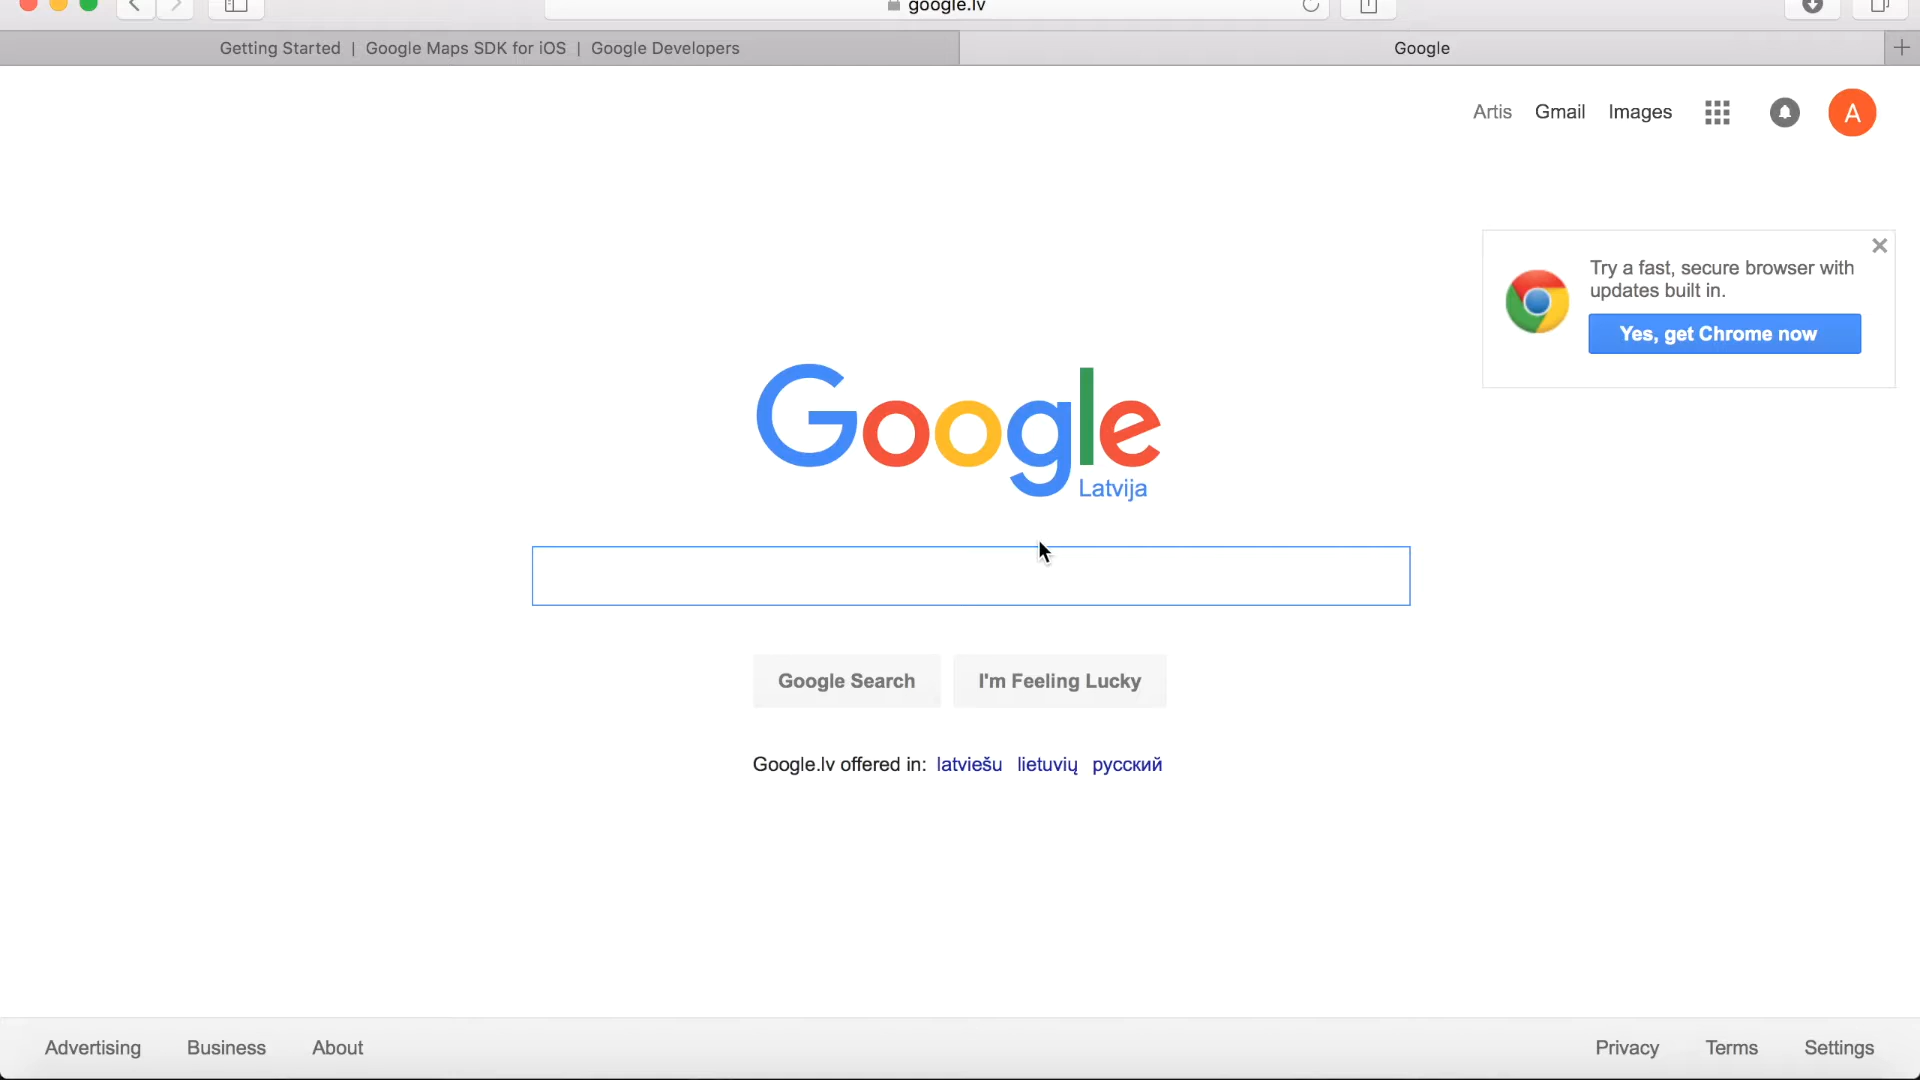 google.lv
Getting Started | Google Maps SDK for iOS | Google Developers
Google
Artis Gmail Images A
Try a fast, secure browser with
updates built in.
Yes, get Chrome now
Google
Latvija
Google Search I'm Feeling Lucky
Google.lv offered in: latviešu lietuvių русский
Advertising Business About Privacy Terms Settings